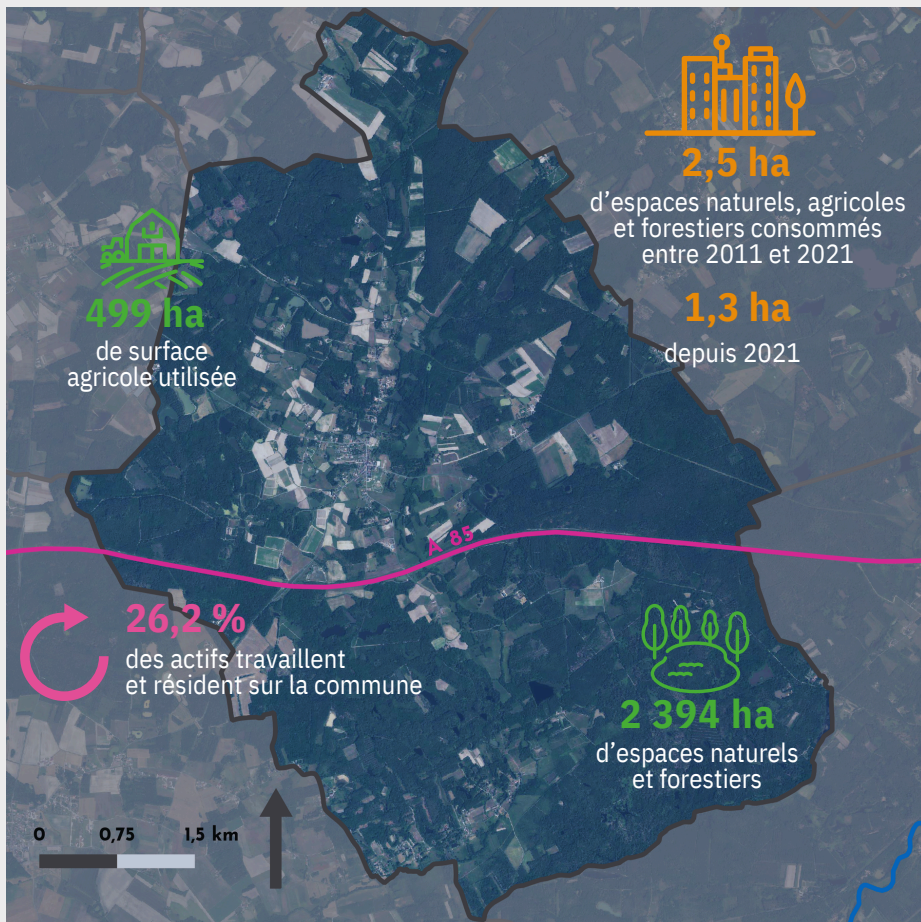 2,5 ha
d'espaces naturels, agricoles
et forestiers consommés
entre 2011 et 2021
1,3 ha
depuis 2021
499 ha
de surface
agricole utilisée
A 85
26,2 %
des actifs travaillent
et résident sur la commune
2 394 ha
d'espaces naturels
et forestiers
0 0,75 1,5 km